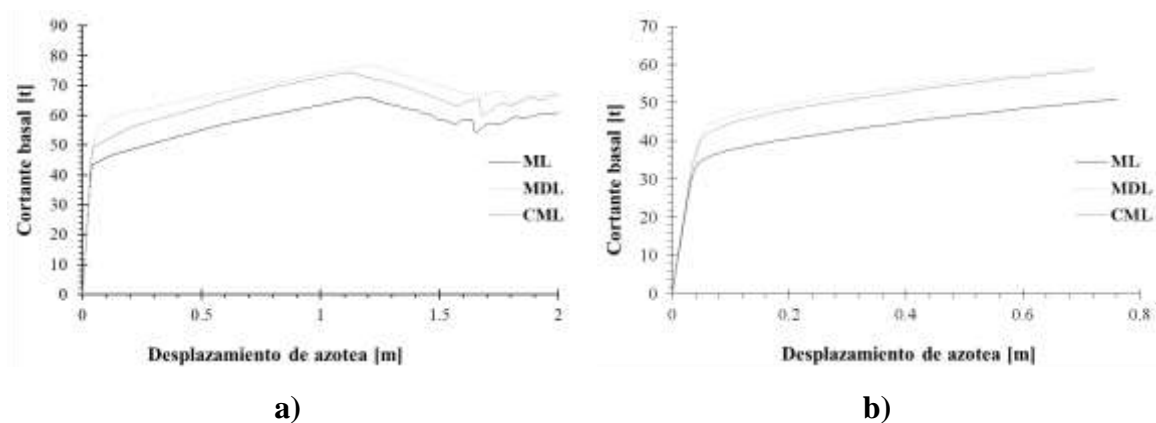 90
80
70
60
50
40
30
20
10
0
Cortante basal [t]
ML
MDL
CML
0 0.5 1 1.5 2
Desplazamiento de azotea [m]
a)
70
60
50
40
30
20
10
0
Cortante basal [t]
ML
MDL
CML
0 0.2 0.4 0.6 0.8
Desplazamiento de azotea [m]
b)